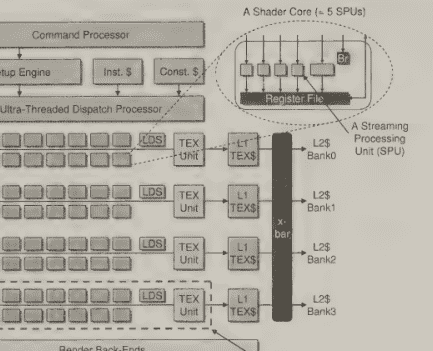 A Shader Core (= 5 SPUs)
Command Processor
etup Engine
Inst. $
Const. $
Br
Register File
Ultra-Threaded Dispatch Processor
A Streaming
Processing
Unit (SPU)
LDS
TEX
Unit
L1
TEX$
L2$
Bank0
LDS
TEX
Unit
L1
TEX$
L2$
Bank1
x-
bar
LDS
TEX
Unit
L1
TEX$
L2$
Bank2
LDS
TEX
Unit
L1
TEX$
L2$
Bank3
Render Back-Ends